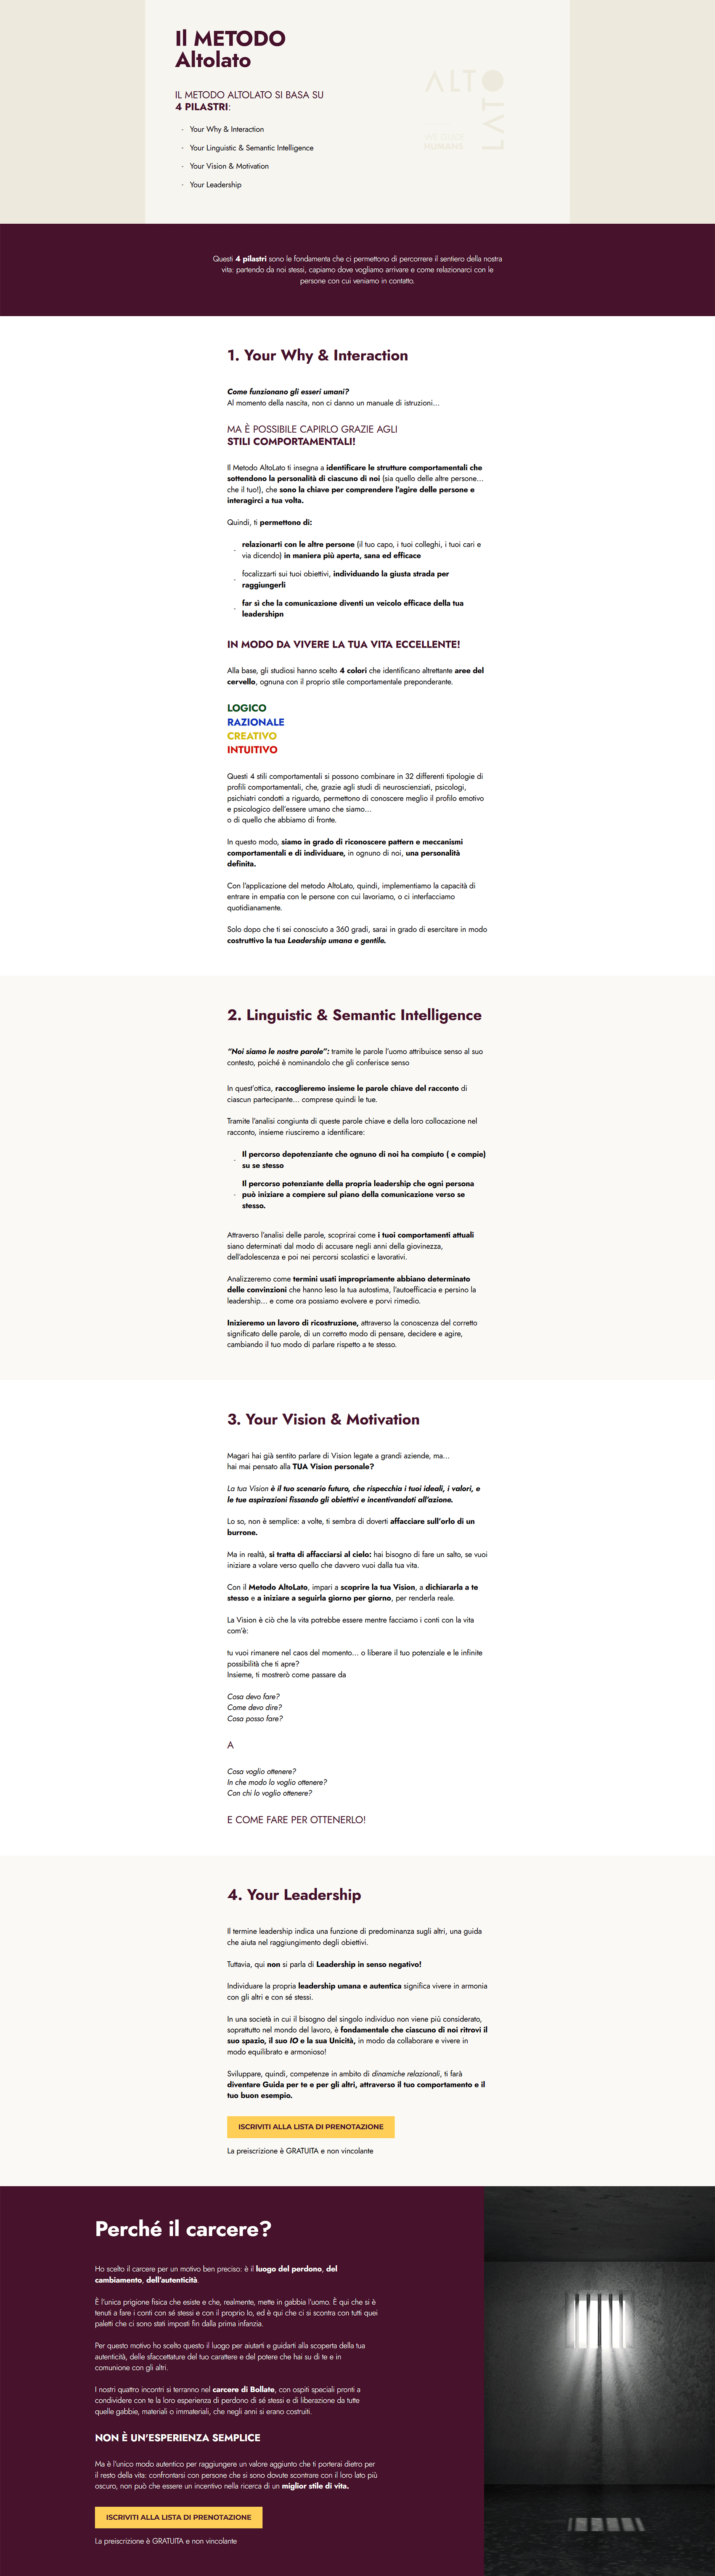 Il METODO
Altolato
IL METODO ALTOLATO SI BASA SU
4 PILASTRI:
- Your Why & Interaction
- Your Linguistic & Semantic Intelligence
- Your Vision & Motivation
- Your Leadership
ALTO
LATO
WE GUIDE
HUMANS
Questi 4 pilastri sono le fondamenta che ci permettono di percorrere il sentiero della nostra
vita: partendo da noi stessi, capiamo dove vogliamo arrivare e come relazionarci con le
persone con cui veniamo in contatto.
1. Your Why & Interaction
Come funzionano gli esseri umani?
Al momento della nascita, non ci danno un manuale di istruzioni...
MA È POSSIBILE CAPIRLO GRAZIE AGLI
STILI COMPORTAMENTALI!
Il Metodo AltoLato ti insegna a identificare le strutture comportamentali che
sottendono la personalità di ciascuno di noi (sia quello delle altre persone...
che il tuo!), che sono la chiave per comprendere l'agire delle persone e
interagirci a tua volta.
Quindi, ti permettono di:
- relazionarti con le altre persone (il tuo capo, i tuoi colleghi, i tuoi cari e
via dicendo) in maniera più aperta, sana ed efficace
- focalizzarti sui tuoi obiettivi, individuando la giusta strada per
raggiungerli
- far sì che la comunicazione diventi un veicolo efficace della tua
leadershipn
IN MODO DA VIVERE LA TUA VITA ECCELLENTE!
Alla base, gli studiosi hanno scelto 4 colori che identificano altrettante aree del
cervello, ognuna con il proprio stile comportamentale preponderante.
LOGICO
RAZIONALE
CREATIVO
INTUITIVO
Questi 4 stili comportamentali si possono combinare in 32 differenti tipologie di
profili comportamentali, che, grazie agli studi di neuroscienziati, psicologi,
psichiatri condotti a riguardo, permettono di conoscere meglio il profilo emotivo
e psicologico dell'essere umano che siamo...
o di quello che abbiamo di fronte.
In questo modo, siamo in grado di riconoscere pattern e meccanismi
comportamentali e di individuare, in ognuno di noi, una personalità
definita.
Con l'applicazione del metodo AltoLato, quindi, implementiamo la capacità di
entrare in empatia con le persone con cui lavoriamo, o ci interfacciamo
quotidianamente.
Solo dopo che ti sei conosciuto a 360 gradi, sarai in grado di esercitare in modo
costruttivo la tua Leadership umana e gentile.
2. Linguistic & Semantic Intelligence
"Noi siamo le nostre parole": tramite le parole l'uomo attribuisce senso al suo
contesto, poiché è nominandolo che gli conferisce senso
In quest'ottica, raccoglieremo insieme le parole chiave del racconto di
ciascun partecipante... comprese quindi le tue.
Tramite l'analisi congiunta di queste parole chiave e della loro collocazione nel
racconto, insieme riusciremo a identificare:
- Il percorso depotenziante che ognuno di noi ha compiuto ( e compie)
su se stesso
- Il percorso potenziante della propria leadership che ogni persona
può iniziare a compiere sul piano della comunicazione verso se
stesso.
Attraverso l'analisi delle parole, scoprirai come i tuoi comportamenti attuali
siano determinati dal modo di accusare negli anni della giovinezza,
dell'adolescenza e poi nei percorsi scolastici e lavorativi.
Analizzeremo come termini usati impropriamente abbiano determinato
delle convinzioni che hanno leso la tua autostima, l'autoefficacia e persino la
leadership... e come ora possiamo evolvere e porvi rimedio.
Inizieremo un lavoro di ricostruzione, attraverso la conoscenza del corretto
significato delle parole, di un corretto modo di pensare, decidere e agire,
cambiando il tuo modo di parlare rispetto a te stesso.
3. Your Vision & Motivation
Magari hai già sentito parlare di Vision legate a grandi aziende, ma...
hai mai pensato alla TUA Vision personale?
La tua Vision è il tuo scenario futuro, che rispecchia i tuoi ideali, i valori, e
le tue aspirazioni fissando gli obiettivi e incentivandoti all'azione.
Lo so, non è semplice: a volte, ti sembra di doverti affacciare sull'orlo di un
burrone.
Ma in realtà, si tratta di affacciarsi al cielo: hai bisogno di fare un salto, se vuoi
iniziare a volare verso quello che davvero vuoi dalla tua vita.
Con il Metodo AltoLato, impari a scoprire la tua Vision, a dichiararla a te
stesso e a iniziare a seguirla giorno per giorno, per renderla reale.
La Vision è ciò che la vita potrebbe essere mentre facciamo i conti con la vita
com'è:
tu vuoi rimanere nel caos del momento... o liberare il tuo potenziale e le infinite
possibilità che ti apre?
Insieme, ti mostrerò come passare da
Cosa devo fare?
Come devo dire?
Cosa posso fare?
A
Cosa voglio ottenere?
In che modo lo voglio ottenere?
Con chi lo voglio ottenere?
E COME FARE PER OTTENERLO!
4. Your Leadership
Il termine leadership indica una funzione di predominanza sugli altri, una guida
che aiuta nel raggiungimento degli obiettivi.
Tuttavia, qui non si parla di Leadership in senso negativo!
Individuare la propria leadership umana e autentica significa vivere in armonia
con gli altri e con sé stessi.
In una società in cui il bisogno del singolo individuo non viene più considerato,
soprattutto nel mondo del lavoro, è fondamentale che ciascuno di noi ritrovi il
suo spazio, il suo IO e la sua Unicità, in modo da collaborare e vivere in
modo equilibrato e armonioso!
Sviluppare, quindi, competenze in ambito di dinamiche relazionali, ti farà
diventare Guida per te e per gli altri, attraverso il tuo comportamento e il
tuo buon esempio.
ISCRIVITI ALLA LISTA DI PRENOTAZIONE
La preiscrizione è GRATUITA e non vincolante
Perché il carcere?
Ho scelto il carcere per un motivo ben preciso: è il luogo del perdono, del
cambiamento, dell'autenticità.
È l'unica prigione fisica che esiste e che, realmente, mette in gabbia l'uomo. È qui che si è
tenuti a fare i conti con sé stessi e con il proprio Io, ed è qui che ci si scontra con tutti quei
paletti che ci sono stati imposti fin dalla prima infanzia.
Per questo motivo ho scelto questo il luogo per aiutarti e guidarti alla scoperta della tua
autenticità, delle sfaccettature del tuo carattere e del potere che hai su di te e in
comunione con gli altri.
I nostri quattro incontri si terranno nel carcere di Bollate, con ospiti speciali pronti a
condividere con te la loro esperienza di perdono di sé stessi e di liberazione da tutte
quelle gabbie, materiali o immateriali, che negli anni si erano costruiti.
NON È UN'ESPERIENZA SEMPLICE
Ma è l'unico modo autentico per raggiungere un valore aggiunto che ti porterai dietro per
il resto della vita: confrontarsi con persone che si sono dovute scontrare con il loro lato più
oscuro, non può che essere un incentivo nella ricerca di un miglior stile di vita.
ISCRIVITI ALLA LISTA DI PRENOTAZIONE
La preiscrizione è GRATUITA e non vincolante